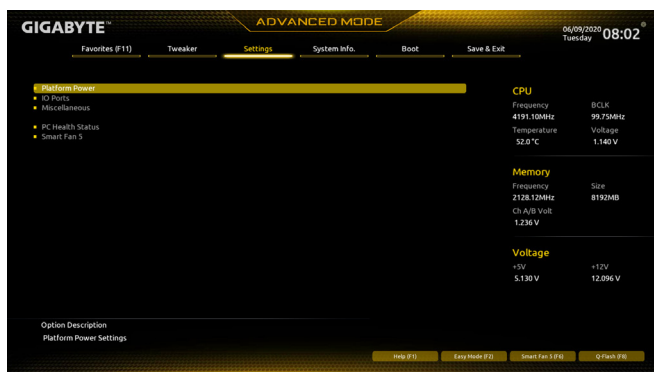 GIGABYTE™
ADVANCED MODE
06/09/2020
Tuesday
08:02
Favorites (F11) Tweaker Settings System Info. Boot Save & Exit
Platform Power
IO Ports
Miscellaneous
PC Health Status
Smart Fan 5
CPU
Frequency BCLK
4191.10MHz 99.75MHz
Temperature Voltage
52.0 °C 1.140 V
Memory
Frequency Size
2128.12MHz 8192MB
Ch A/B Volt
1.236 V
Voltage
+5V +12V
5.130 V 12.096 V
Option Description
Platform Power Settings
Help (F1) Easy Mode (F2) Smart Fan 5 (F6) Q-Flash (F8)